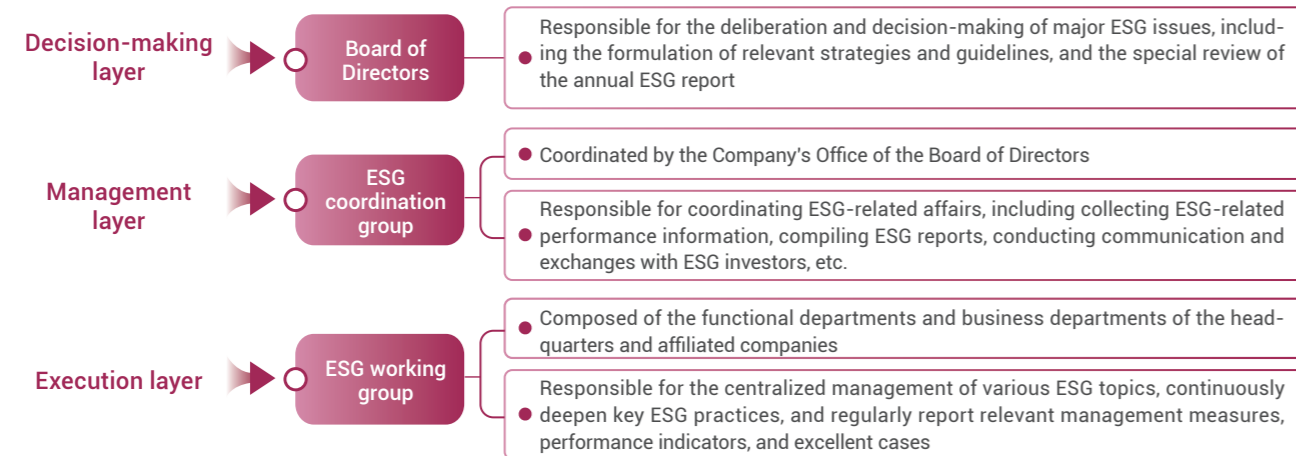 Decision-making
layer
Board of
Directors
Responsible for the deliberation and decision-making of major ESG issues, includ-
ing the formulation of relevant strategies and guidelines, and the special review of
the annual ESG report
Management
layer
ESG
coordination
group
Coordinated by the Company's Office of the Board of Directors
Responsible for coordinating ESG-related affairs, including collecting ESG-related
performance information, compiling ESG reports, conducting communication and
exchanges with ESG investors, etc.
Execution layer
ESG working
group
Composed of the functional departments and business departments of the head-
quarters and affiliated companies
Responsible for the centralized management of various ESG topics, continuously
deepen key ESG practices, and regularly report relevant management measures,
performance indicators, and excellent cases